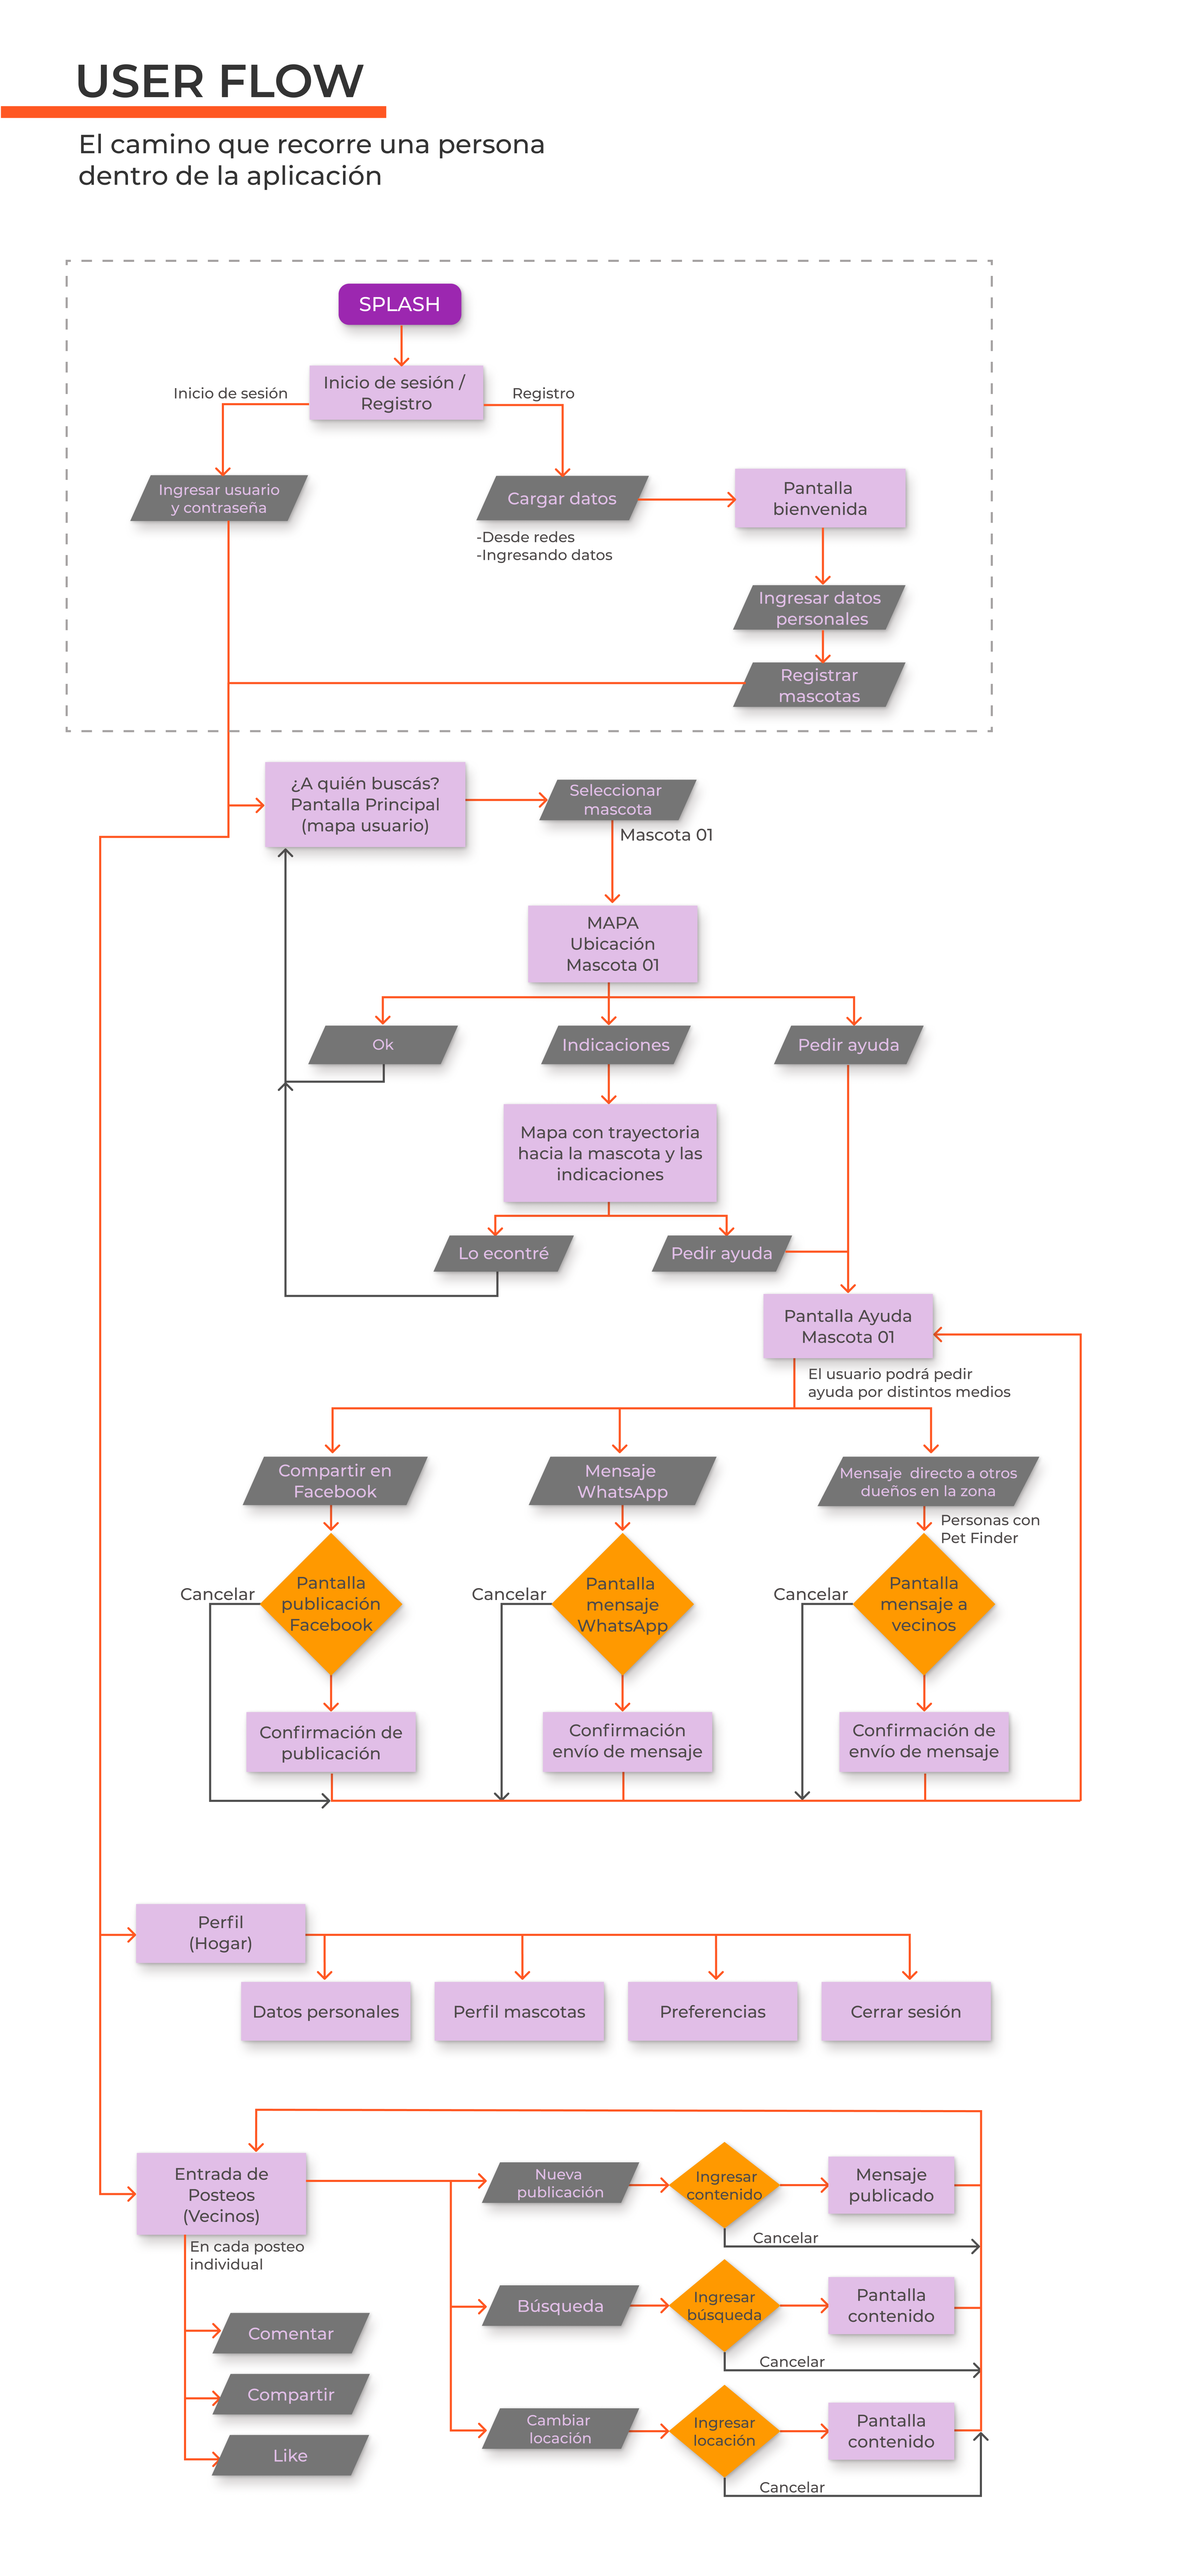 USER FLOW
El camino que recorre una persona
dentro de la aplicación
SPLASH
Inicio de sesión /
Registro
Inicio de sesión
Registro
Ingresar usuario
y contraseña
Cargar datos
-Desde redes
-Ingresando datos
Pantalla
bienvenida
Ingresar datos
personales
Registrar
mascotas
¿A quién buscás?
Pantalla Principal
(mapa usuario)
Seleccionar
mascota
Mascota 01
MAPA
Ubicación
Mascota 01
Ok
Indicaciones
Pedir ayuda
Mapa con trayectoria
hacia la mascota y las
indicaciones
Lo econtré
Pedir ayuda
Pantalla Ayuda
Mascota 01
El usuario podrá pedir
ayuda por distintos medios
Compartir en
Facebook
Mensaje
WhatsApp
Mensaje directo a otros
dueños en la zona
Personas con
Pet Finder
Cancelar
Pantalla
publicación
Facebook
Cancelar
Pantalla
mensaje
WhatsApp
Cancelar
Pantalla
mensaje a
vecinos
Confirmación de
publicación
Confirmación
envío de mensaje
Confirmación de
envío de mensaje
Perfil
(Hogar)
Datos personales
Perfil mascotas
Preferencias
Cerrar sesión
Entrada de
Posteos
(Vecinos)
En cada posteo
individual
Nueva
publicación
Ingresar
contenido
Mensaje
publicado
Cancelar
Búsqueda
Ingresar
búsqueda
Pantalla
contenido
Cancelar
Comentar
Compartir
Like
Cambiar
locación
Ingresar
locación
Pantalla
contenido
Cancelar